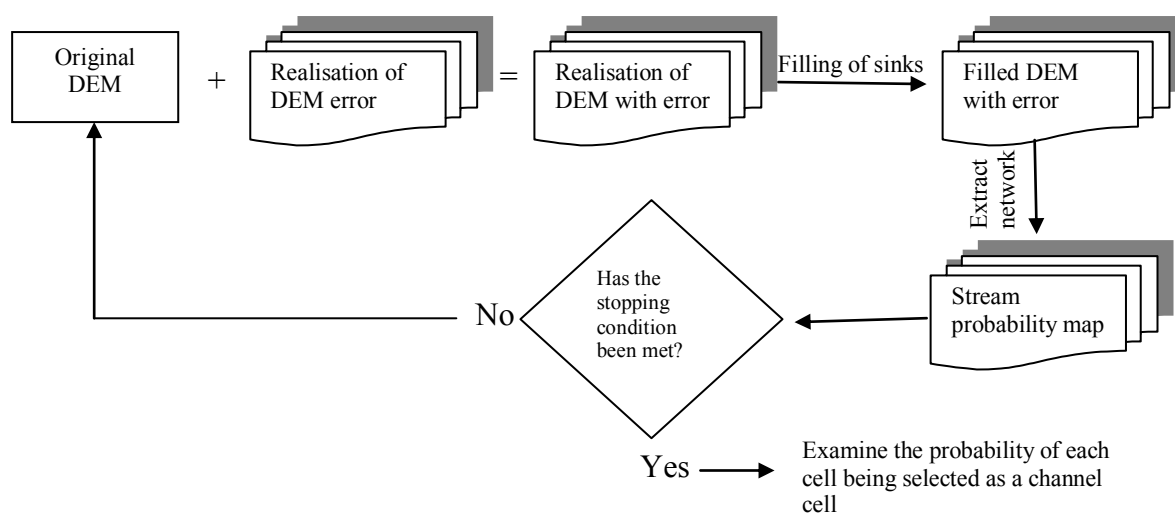 Original
DEM
+
Realisation of
DEM error
=
Realisation of
DEM with error
Filling of sinks
Filled DEM
with error
Extract
network
Stream
probability map
Has the
stopping
condition
been met?
No
Yes
Examine the probability of each
cell being selected as a channel
cell